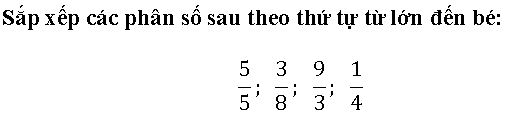 Sắp xếp các phân số sau theo thứ tự từ lớn đến bé:
5/5; 3/8; 9/3; 1/4